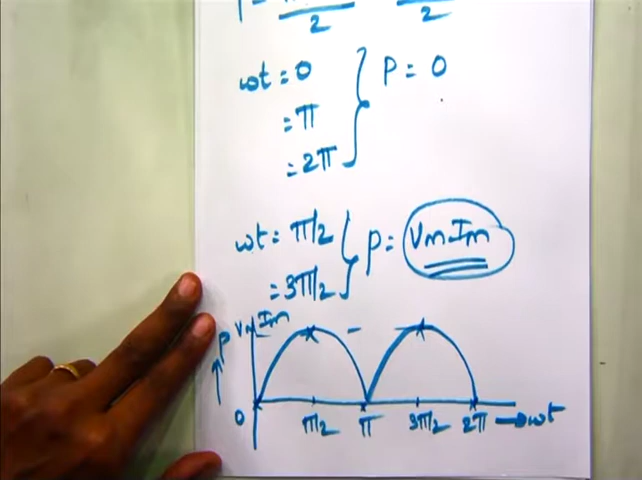 2 2
ωt = 0
= π
= 2π
P = 0
ωt = π/2
= 3π/2
P = VmIm
VmIm
P
0 π/2 π 3π/2 2π → ωt